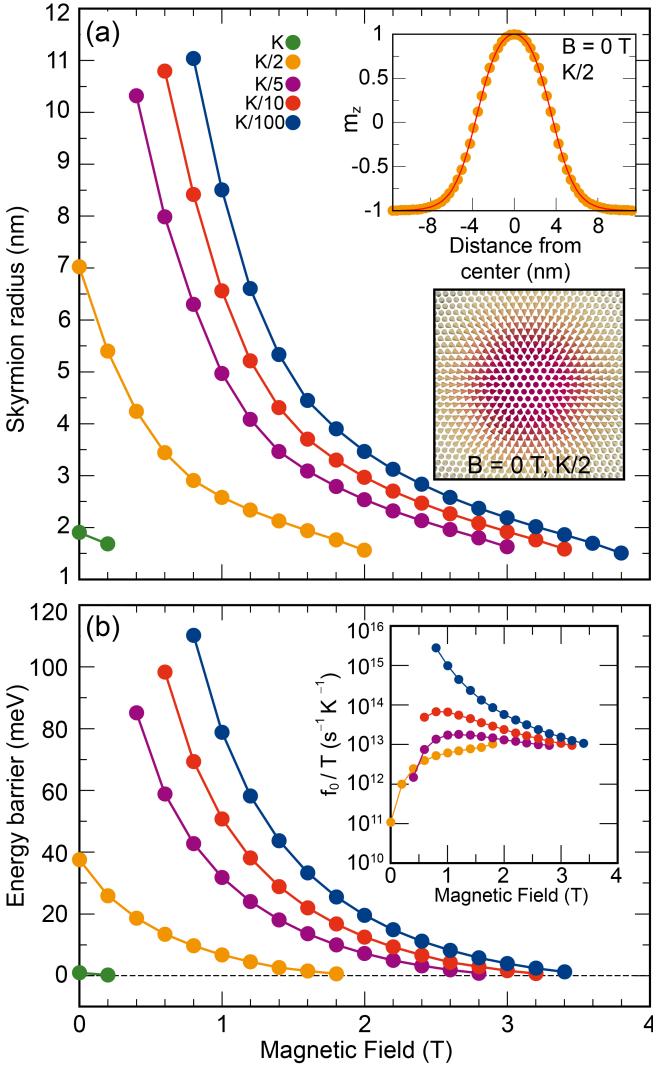 (a)
K
K/2
K/5
K/10
K/100
12
11
10
9
8
7
6
5
4
3
2
1
Skyrmion radius (nm)
B = 0 T
K/2
1
0.5
0
-0.5
-1
m_z
-8 -4 0 4 8
Distance from
center (nm)
B = 0 T, K/2
(b)
120
100
80
60
40
20
0
Energy barrier (meV)
10^16
10^15
10^14
10^13
10^12
10^11
10^10
f_0 / T (s^-1 K^-1)
0 1 2 3 4
Magnetic Field (T)
0 1 2 3 4
Magnetic Field (T)